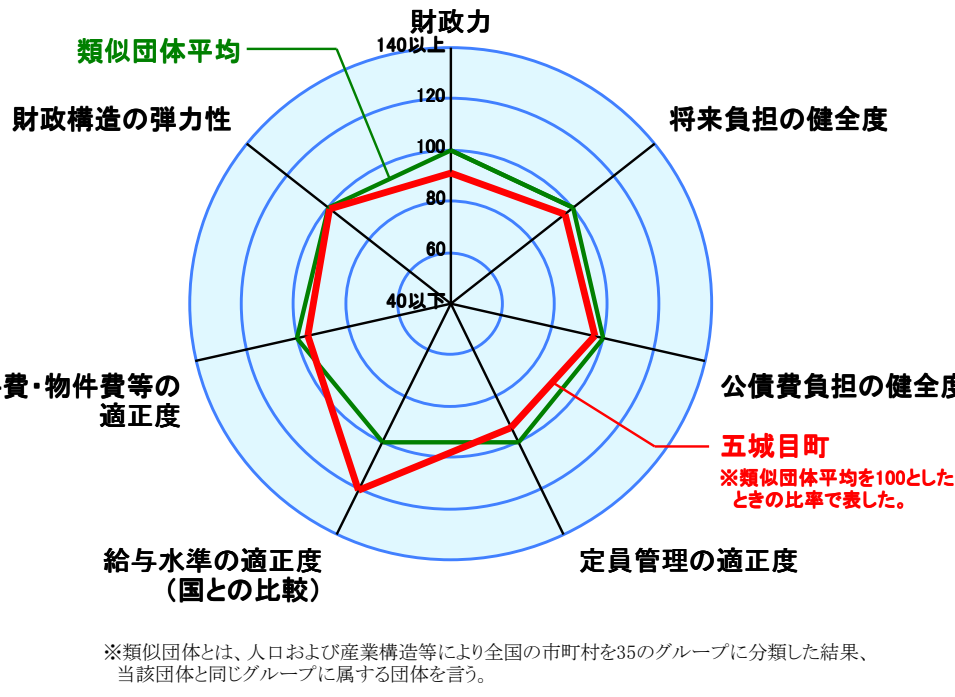 財政力
140以上
類似団体平均
120
財政構造の弾力性
将来負担の健全度
100
80
60
40以下
費・物件費等の
適正度
公債費負担の健全度
五城目町
※類似団体平均を100とした
ときの比率で表した。
給与水準の適正度
（国との比較）
定員管理の適正度
※類似団体とは、人口および産業構造等により全国の市町村を35のグループに分類した結果、
当該団体と同じグループに属する団体を言う。